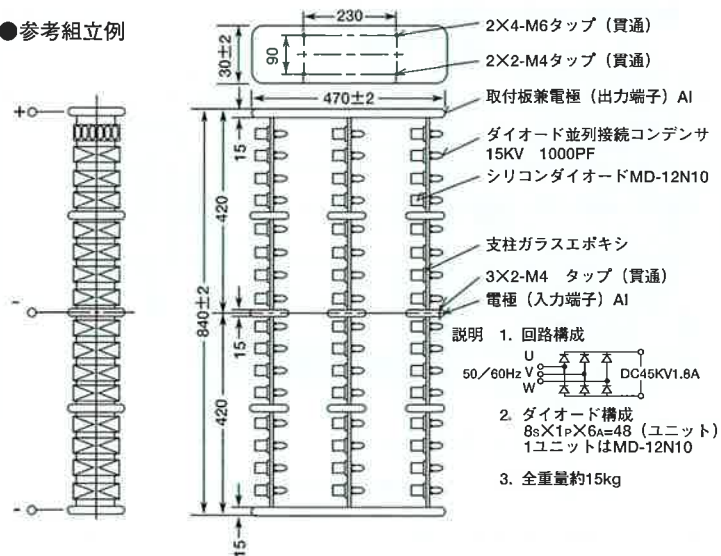 ●参考組立例
230
90
30±2
470±2
2×4-M6タップ（貫通）
2×2-M4タップ（貫通）
取付板兼電極（出力端子）Al
ダイオード並列接続コンデンサ
15KV 1000PF
シリコンダイオードMD-12N10
支柱ガラスエポキシ
3×2-M4 タップ（貫通）
電極（入力端子）Al
+
-
-
15
420
840±2
15
420
15
説明 1. 回路構成
U
50／60Hz V
W
DC45KV1.8A
2. ダイオード構成
8s×1P×6A=48（ユニット）
1ユニットはMD-12N10
3. 全重量約15kg